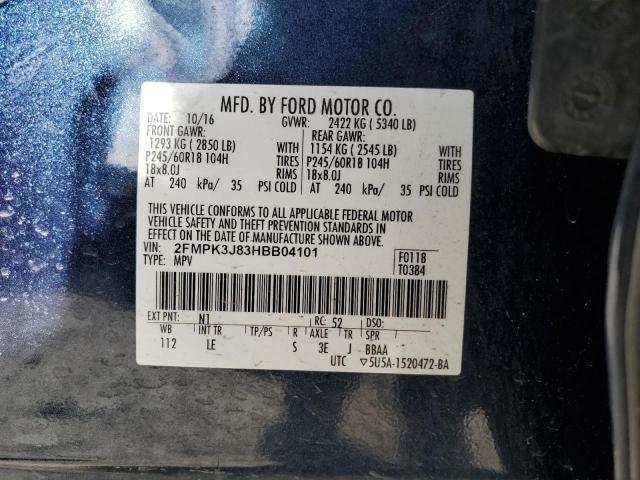 MFD. BY FORD MOTOR CO.
DATE: 10/16 GVWR: 2422 KG ( 5340 LB)
FRONT GAWR: REAR GAWR:
1293 KG ( 2850 LB) WITH 1154 KG ( 2545 LB) WITH
P245/60R18 104H TIRES P245/60R18 104H TIRES
18x8.0J RIMS 18x8.0J RIMS
AT 240 kPa/ 35 PSI COLD AT 240 kPa/ 35 PSI COLD
THIS VEHICLE CONFORMS TO ALL APPLICABLE FEDERAL MOTOR
VEHICLE SAFETY AND THEFT PREVENTION STANDARDS IN
EFFECT ON THE DATE OF MANUFACTURE SHOWN ABOVE.
VIN: 2FMPK3J83HBB04101 F0118
TYPE: MPV T0384
EXT PNT: N1 RC: 52 DSO:
WB INT TR TP/PS R AXLE TR SPR
112 LE S 3E J BBAA
UTC ▽5U5A-1520472-BA